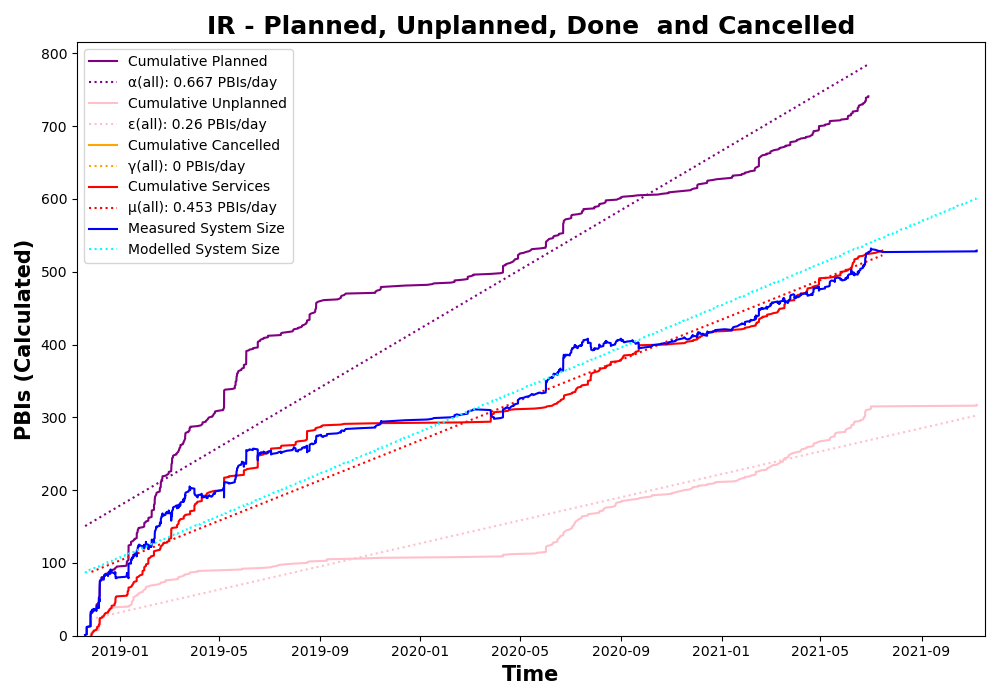 IR - Planned, Unplanned, Done  and Cancelled
Cumulative Planned
α(all): 0.667 PBIs/day
Cumulative Unplanned
ε(all): 0.26 PBIs/day
Cumulative Cancelled
γ(all): 0 PBIs/day
Cumulative Services
μ(all): 0.453 PBIs/day
Measured System Size
Modelled System Size
PBIs (Calculated)
800
700
600
500
400
300
200
100
0
2019-01 2019-05 2019-09 2020-01 2020-05 2020-09 2021-01 2021-05 2021-09
Time